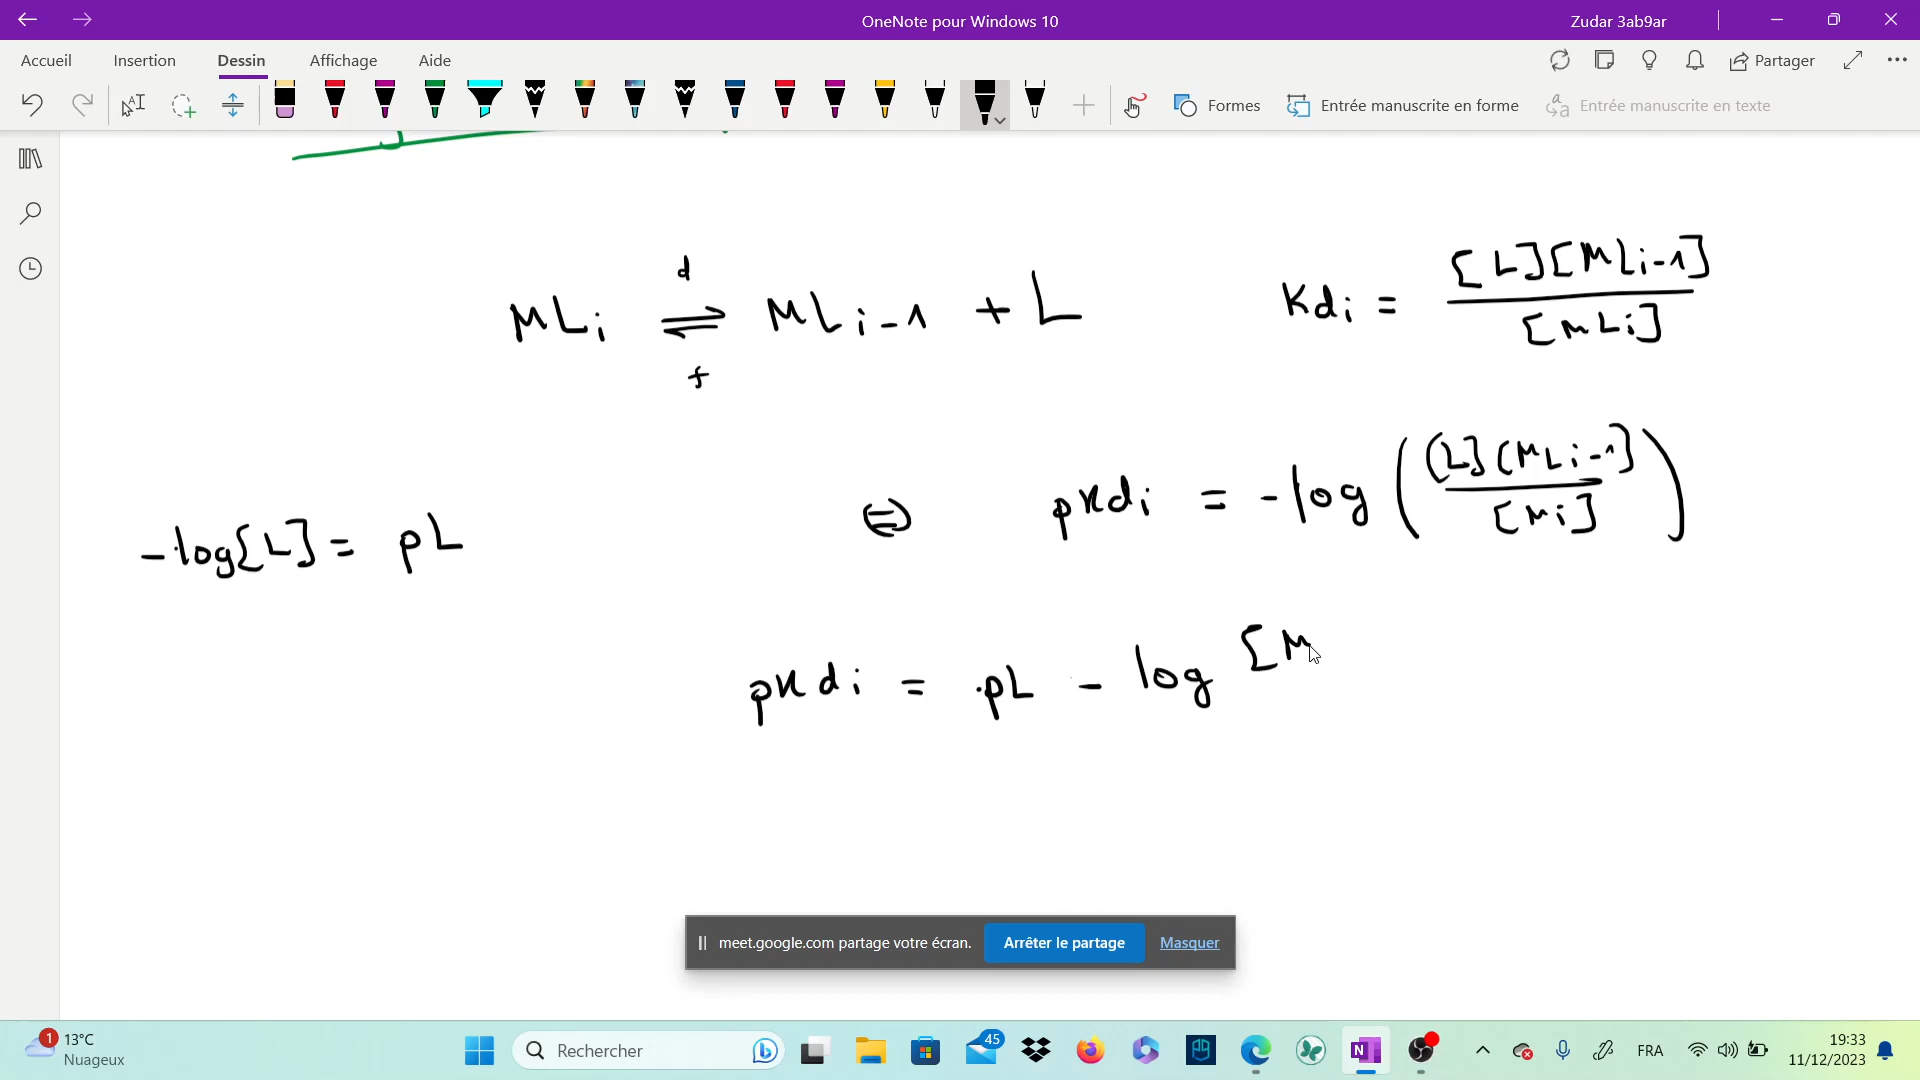 OneNote pour Windows 10
Zudar 3ab9ar
Accueil Insertion Dessin Affichage Aide
Partager
Formes Entrée manuscrite en forme Entrée manuscrite en texte
d
MLi ⇌ MLi-1 + L
f
Kdi = [L][MLi-1] / [MLi]
⇔ pKdi = -log ([L][MLi-1] / [Mi])
-log[L] = pL
pKdi = pL - log [M
meet.google.com partage votre écran. Arrêter le partage Masquer
1 13°C
Nuageux
Rechercher
45
N
FRA
19:33
11/12/2023